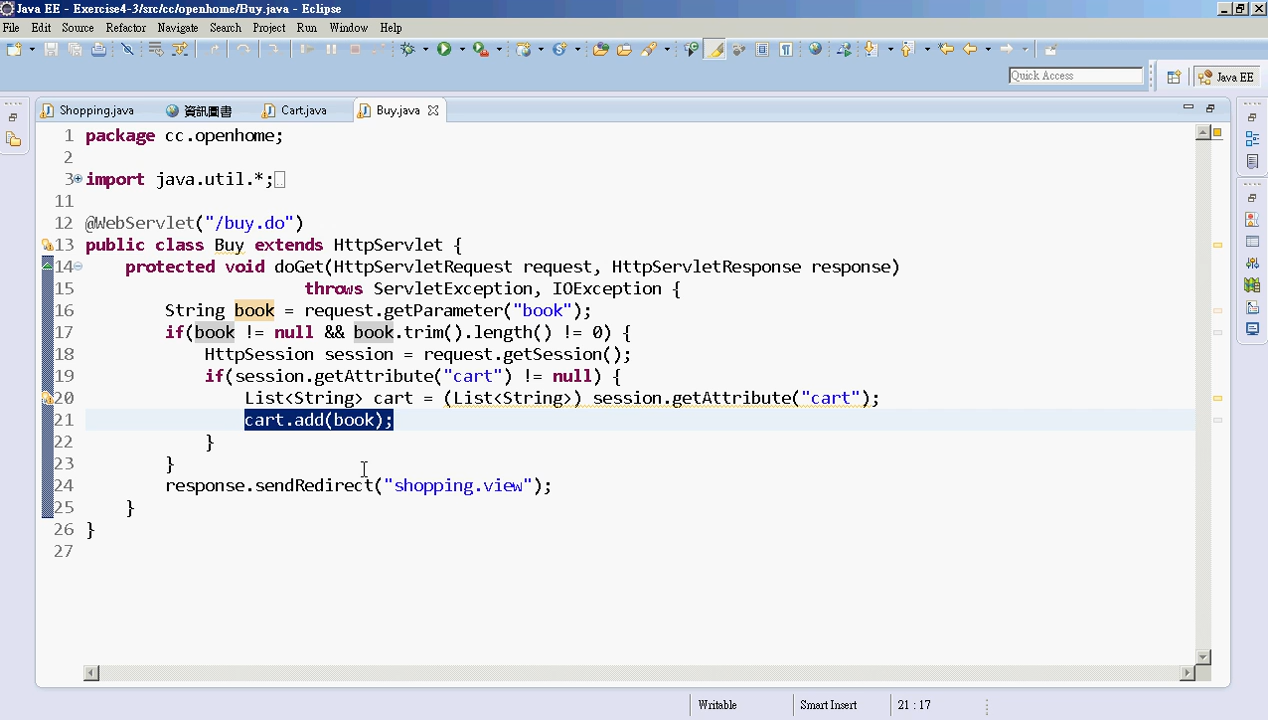 Java EE - Exercise4-3/src/cc/openhome/Buy.java - Eclipse
File Edit Source Refactor Navigate Search Project Run Window Help
Quick Access
Java EE
Shopping.java 資訊圖書 Cart.java Buy.java
1 package cc.openhome;
2
3 import java.util.*;
11
12 @WebServlet("/buy.do")
13 public class Buy extends HttpServlet {
14 protected void doGet(HttpServletRequest request, HttpServletResponse response)
15 throws ServletException, IOException {
16 String book = request.getParameter("book");
17 if(book != null && book.trim().length() != 0) {
18 HttpSession session = request.getSession();
19 if(session.getAttribute("cart") != null) {
20 List<String> cart = (List<String>) session.getAttribute("cart");
21 cart.add(book);
22 }
23 }
24 response.sendRedirect("shopping.view");
25 }
26 }
27
Writable Smart Insert 21 : 17